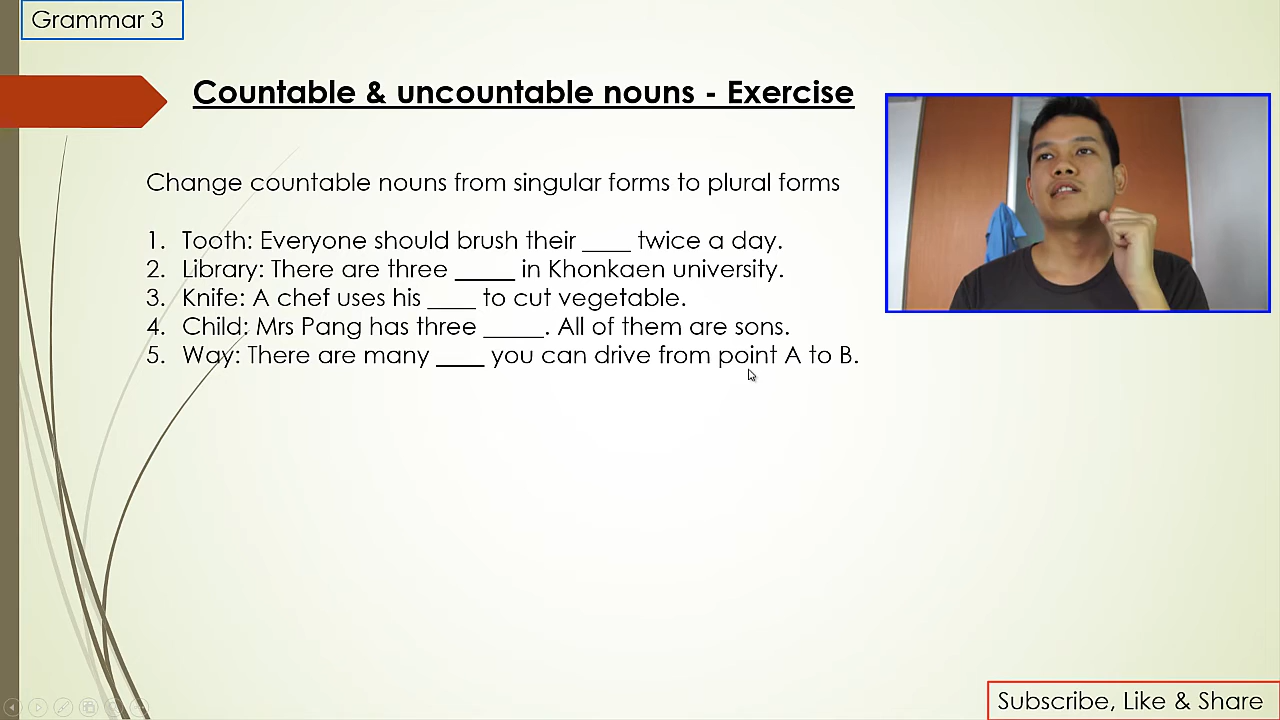 Grammar 3
Countable & uncountable nouns - Exercise
Change countable nouns from singular forms to plural forms
1. Tooth: Everyone should brush their ____ twice a day.
2. Library: There are three _____ in Khonkaen university.
3. Knife: A chef uses his ____ to cut vegetable.
4. Child: Mrs Pang has three _____. All of them are sons.
5. Way: There are many ____ you can drive from point A to B.
Subscribe, Like & Share